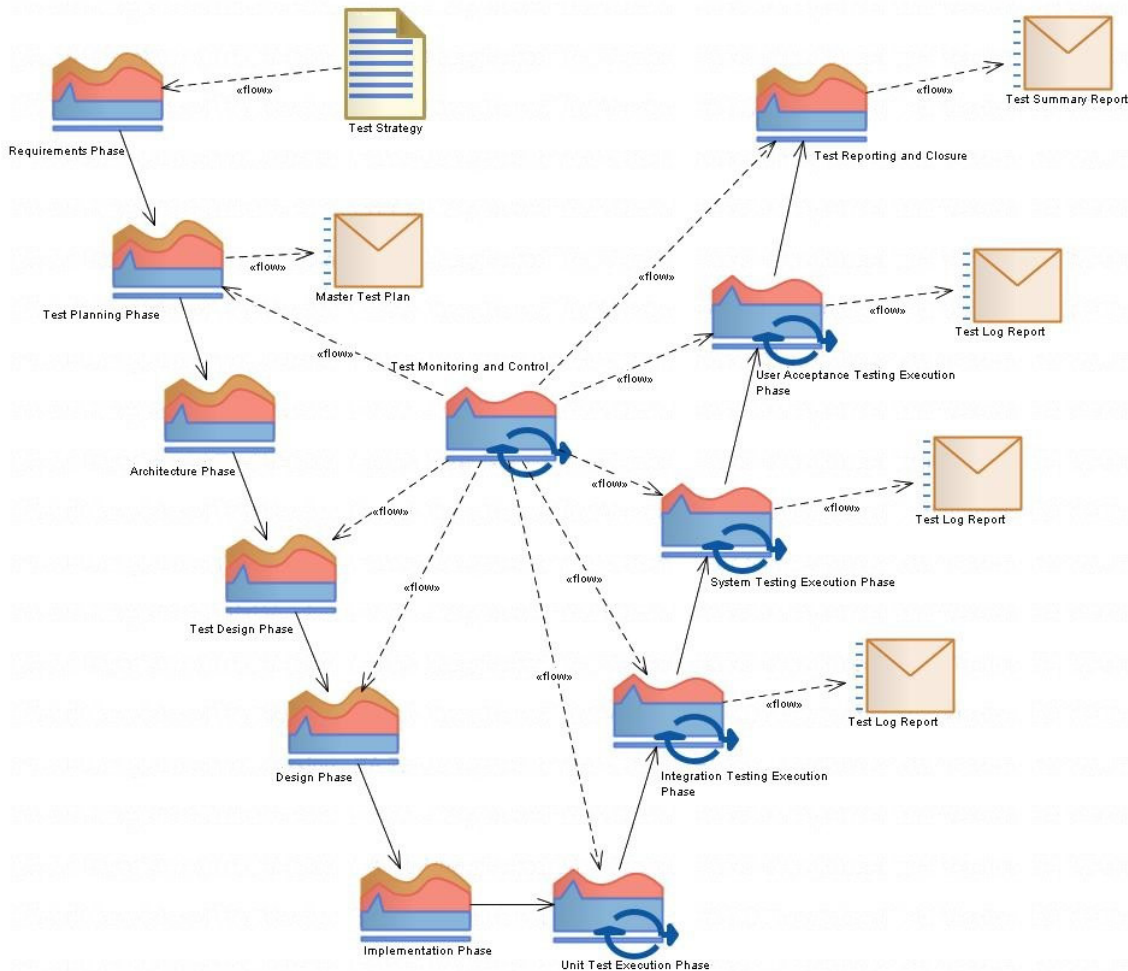 «flow»
Test Strategy
Requirements Phase
«flow»
Test Summary Report
Test Reporting and Closure
«flow»
Master Test Plan
Test Planning Phase
«flow»
«flow»
«flow»
Test Log Report
Test Monitoring and Control
«flow»
User Acceptance Testing Execution
Phase
Architecture Phase
«flow»
«flow»
«flow»
Test Log Report
«flow»
«flow»
System Testing Execution Phase
Test Design Phase
«flow»
«flow»
Test Log Report
Design Phase
Integration Testing Execution
Phase
Implementation Phase
Unit Test Execution Phase